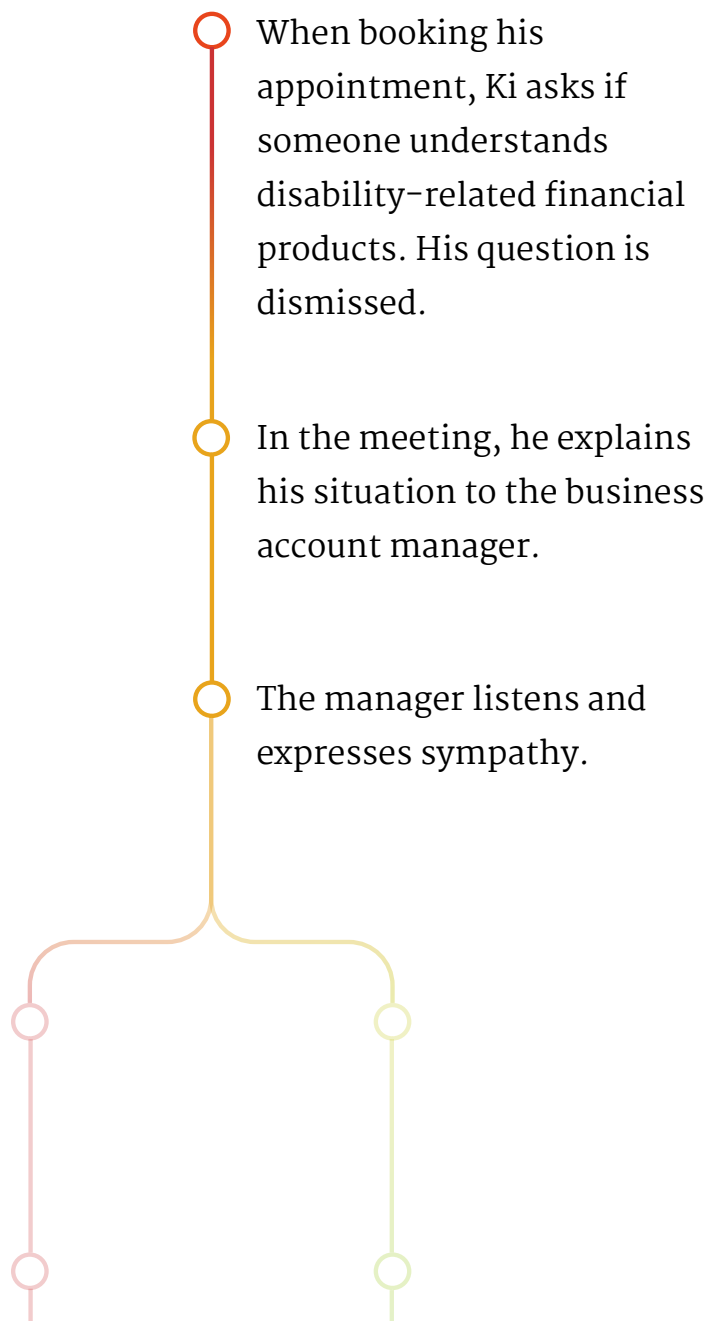 When booking his
appointment, Ki asks if
someone understands
disability-related financial
products. His question is
dismissed.
In the meeting, he explains
his situation to the business
account manager.
The manager listens and
expresses sympathy.